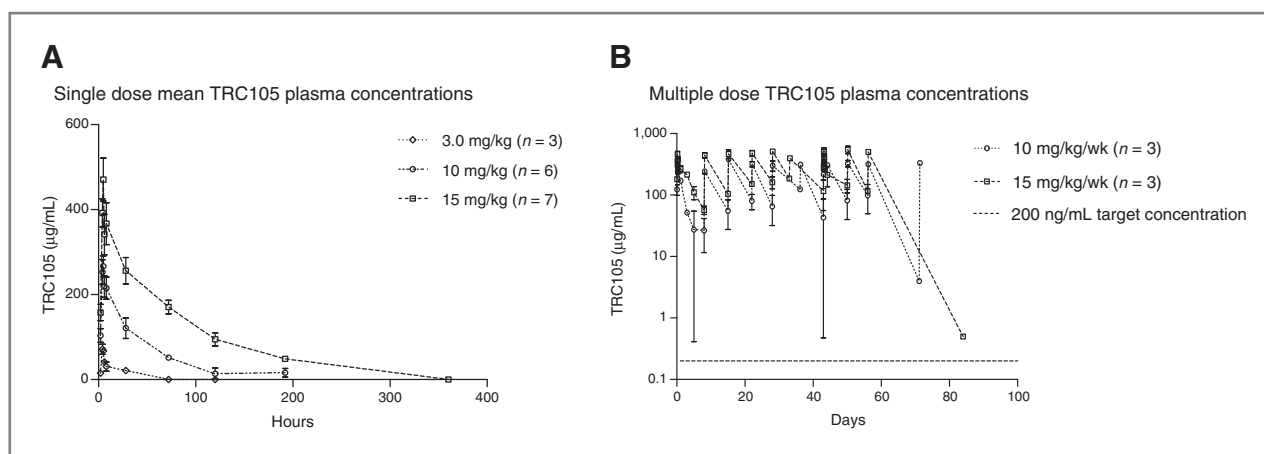 A
Single dose mean TRC105 plasma concentrations
600
400
200
0
TRC105 (µg/mL)
0 100 200 300 400
Hours
3.0 mg/kg (n = 3)
10 mg/kg (n = 6)
15 mg/kg (n = 7)
B
Multiple dose TRC105 plasma concentrations
1,000
100
10
1
0.1
TRC105 (µg/mL)
0 20 40 60 80 100
Days
10 mg/kg/wk (n = 3)
15 mg/kg/wk (n = 3)
200 ng/mL target concentration